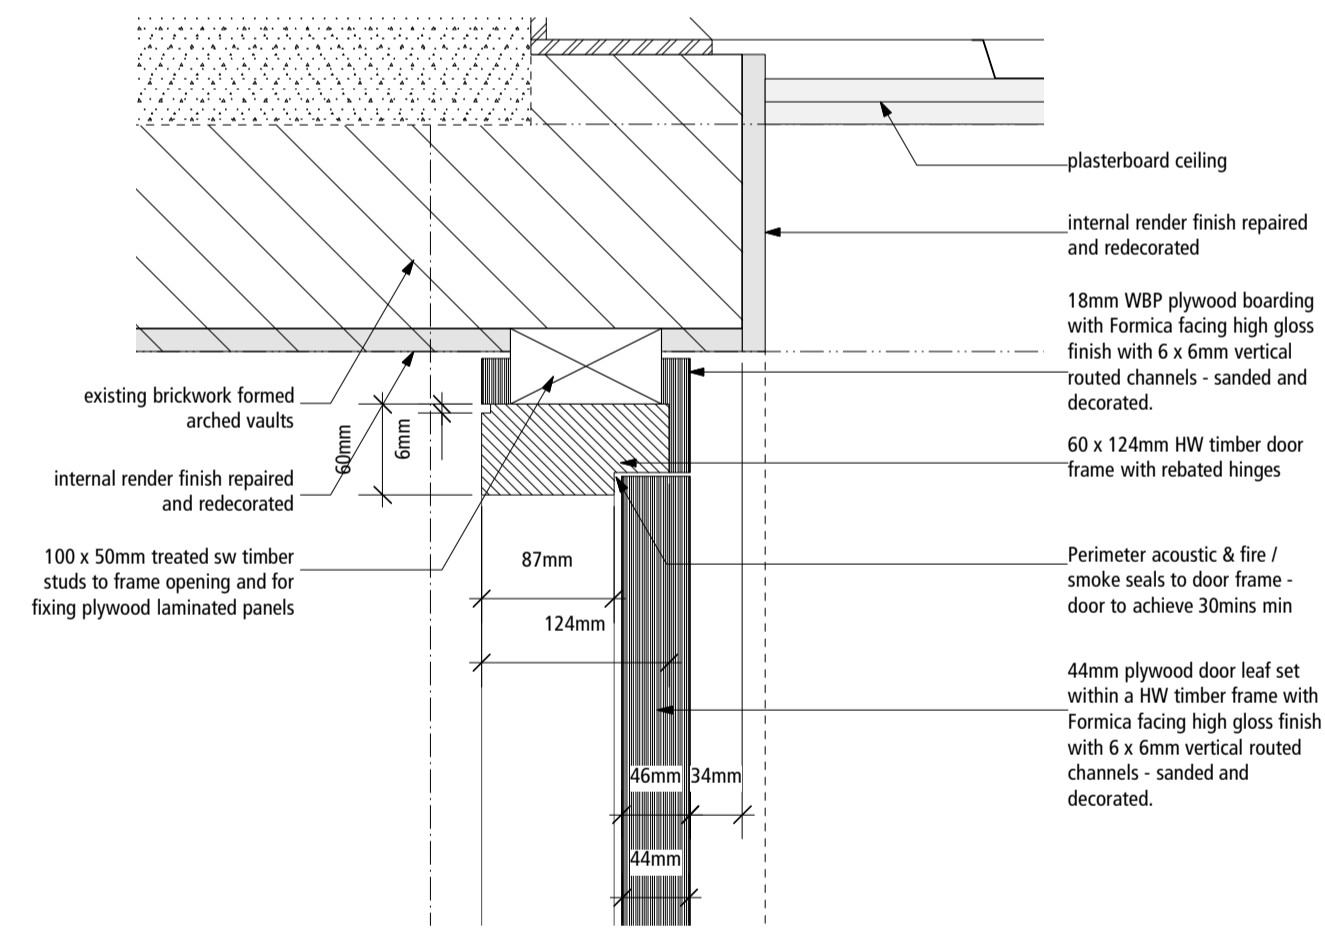 plasterboard ceiling
internal render finish repaired
and redecorated
18mm WBP plywood boarding
with Formica facing high gloss
finish with 6 x 6mm vertical
routed channels - sanded and
decorated.
60 x 124mm HW timber door
frame with rebated hinges
Perimeter acoustic & fire /
smoke seals to door frame -
door to achieve 30mins min
44mm plywood door leaf set
within a HW timber frame with
Formica facing high gloss finish
with 6 x 6mm vertical routed
channels - sanded and
decorated.
existing brickwork formed
arched vaults
internal render finish repaired
and redecorated
100 x 50mm treated sw timber
studs to frame opening and for
fixing plywood laminated panels
60mm
6mm
87mm
124mm
46mm
34mm
44mm